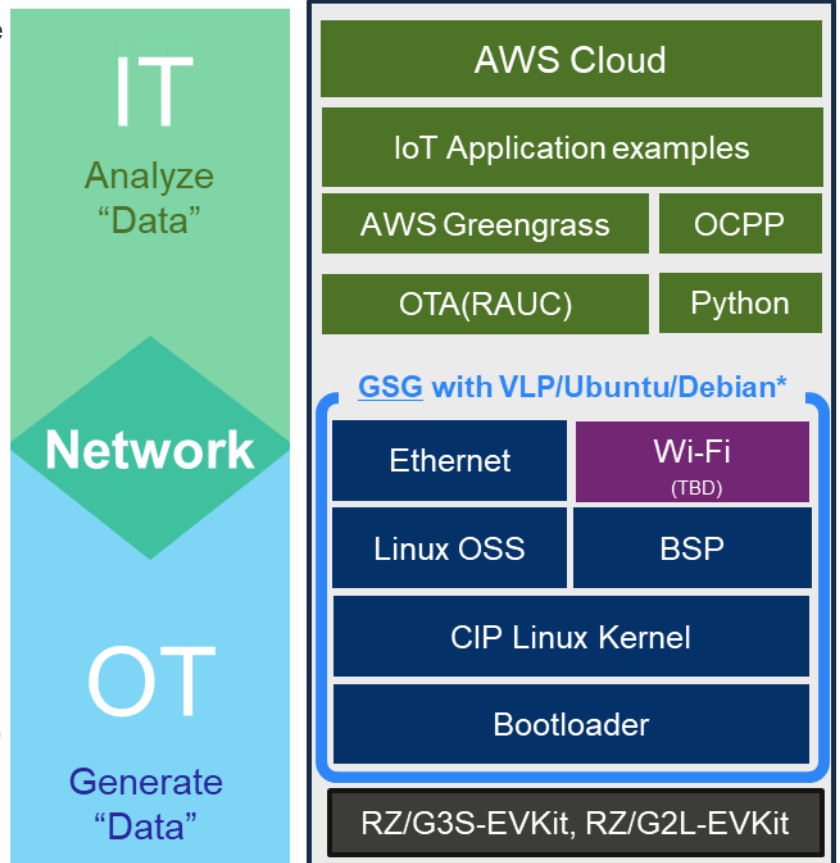 e
IT
Analyze
“Data”
Network
OT
Generate
“Data”
AWS Cloud
IoT Application examples
AWS Greengrass
OCPP
OTA(RAUC)
Python
GSG with VLP/Ubuntu/Debian*
Ethernet
Wi-Fi
(TBD)
Linux OSS
BSP
CIP Linux Kernel
Bootloader
RZ/G3S-EVKit, RZ/G2L-EVKit